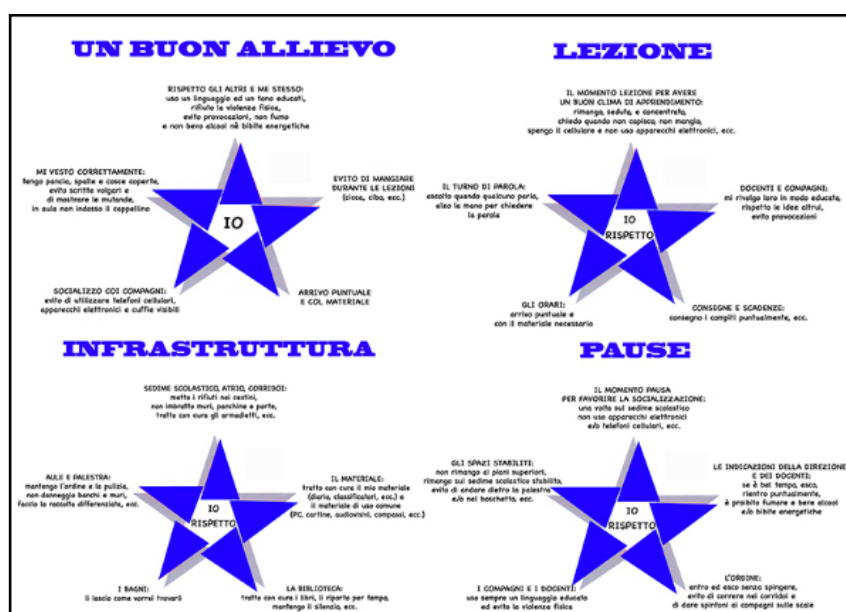 UN BUON ALLIEVO
RISPETTO GLI ALTRI E ME STESSO:
uso un linguaggio ed un tono educati,
rifiuto la violenza fisica,
evito provocazioni, non fumo
e non bevo alcool nè bibite energetiche
MI VESTO CORRETTAMENTE:
tengo pancia, spalle e cosce coperte,
evito scritte volgari e
di mostrare le mutande,
in aula non indosso il cappellino
EVITO DI MANGIARE
DURANTE LE LEZIONI
(cicce, cibo, ecc.)
IO
SOCIALIZZO COI COMPAGNI:
evito di utilizzare telefoni cellulari,
apparecchi elettronici e cuffie visibili
ARRIVO PUNTUALE
E COL MATERIALE
LEZIONE
IL MOMENTO LEZIONE PER AVERE
UN BUON CLIMA DI APPRENDIMENTO:
rimango, seduto, e concentrato,
chiedo quando non capisco, non mangio,
spengo il cellulare e non uso apparecchi elettronici, ecc.
IL TURNO DI PAROLA:
ascolto quando qualcuno parla,
alzo la mano per chiedere
la parola
DOCENTI E COMPAGNI:
mi rivolgo loro in modo educato,
rispetto le idee altrui,
evito provocazioni
IO
RISPETTO
GLI ORARI:
arrivo puntuale e
con il materiale necessario
CONSEGNE E SCADENZE:
consegno i compiti puntualmente, ecc.
INFRASTRUTTURA
SEDIME SCOLASTICO, ATRIO, CORRIDOI:
metto i rifiuti nei cestini,
non imbratto muri, panchine e porte,
tratto con cura gli armadietti, ecc.
AULE E PALESTRA:
mantengo l'ordine e la pulizia,
non danneggio banchi e muri,
faccio la raccolta differenziata, ecc.
IL MATERIALE:
tratto con cura il mio materiale
(diario, classificatori, ecc.) e
il materiale di uso comune
(PC, cartine, audiovisivi, compassi, ecc.)
IO
RISPETTO
I BAGNI:
li lascio come vorrei trovarli
LA BIBLIOTECA:
tratto con cura i libri, li riporto per tempo,
mantengo il silenzio, ecc.
PAUSE
IL MOMENTO PAUSA
PER FAVORIRE LA SOCIALIZZAZIONE:
una volta sul sedime scolastico
non uso apparecchi elettronici
e/o telefoni cellulari, ecc.
GLI SPAZI STABILITI:
non rimango ai piani superiori,
rimango sul sedime scolastico stabilito,
evito di andare dietro la palestra
e/o nel boschetto, ecc.
LE INDICAZIONI DELLA DIREZIONE
E DEI DOCENTI:
se è bel tempo, esco,
rientro puntualmente,
è proibito fumare e bere alcool
e/o bibite energetiche
IO
RISPETTO
I COMPAGNI E I DOCENTI:
uso sempre un linguaggio educato
ed evito la violenza fisica
L'ORDINE:
entro ed esco senza spingere,
evito di correre nei corridoi e
di dare spintoni ai compagni sulle scale